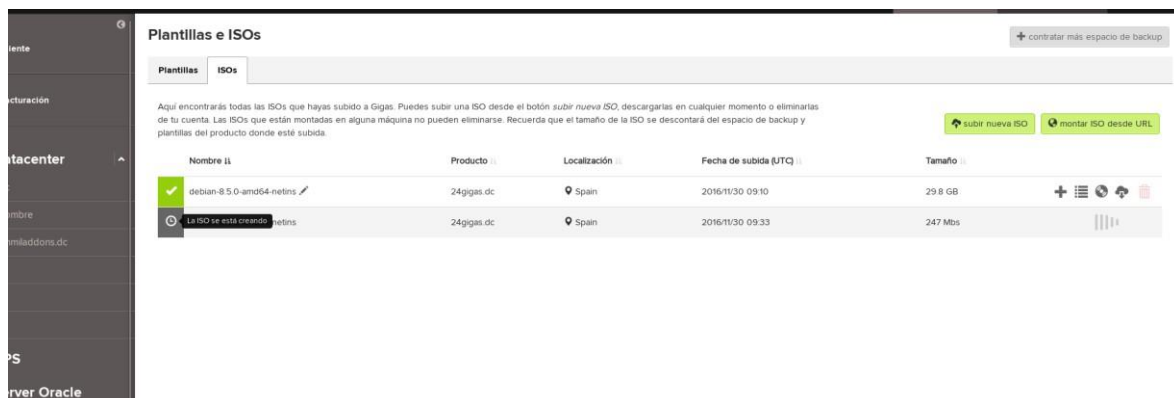 iente
Plantillas e ISOs
contratar más espacio de backup
Plantillas
ISOs
acturación
Aquí encontrarás todas las ISOs que hayas subido a Gigas. Puedes subir una ISO desde el botón subir nueva ISO, descargarlas en cualquier momento o eliminarlas
de tu cuenta. Las ISOs que están montadas en alguna máquina no pueden eliminarse. Recuerda que el tamaño de la ISO se descontará del espacio de backup y
plantillas del producto donde esté subida.
subir nueva ISO
montar ISO desde URL
atacenter
Nombre Producto Localización Fecha de subida (UTC) Tamaño
debian-8.5.0-amd64-netins 24gigas.dc Spain 2016/11/30 09:10 29.8 GB
ombre
La ISO se está creando netins 24gigas.dc Spain 2016/11/30 09:33 247 Mbs
nmladdons.dc
PS
rver Oracle